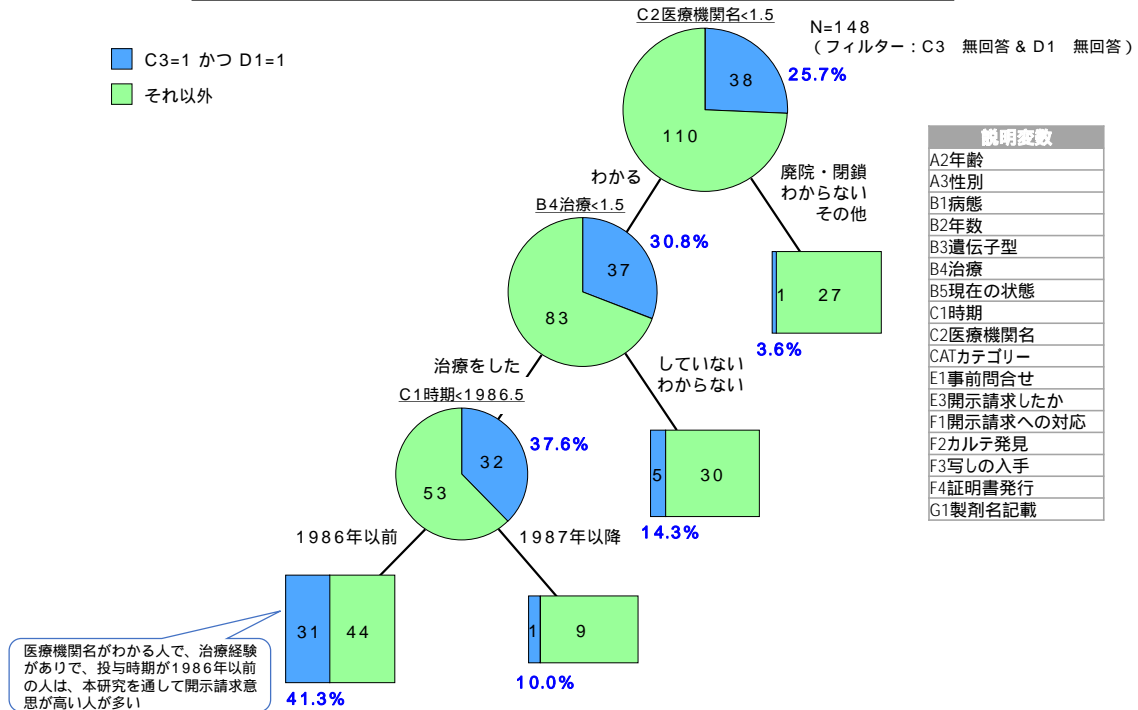 C2医療機関名<1.5
N=148
(フィルター：C3　無回答 & D1　無回答)
C3=1 かつ D1=1
それ以外
38
25.7%
110
わかる
廃院・閉鎖
わからない
その他
B4治療<1.5
30.8%
37
83
1
27
3.6%
治療をした
していない
わからない
C1時期<1986.5
37.6%
32
53
5
30
14.3%
1986年以前
1987年以降
31
44
41.3%
1
9
10.0%
医療機関名がわかる人で、治療経験
がありで、投与時期が1986年以前
の人は、本研究を通して開示請求意
思が高い人が多い
説明変数
A2年齢
A3性別
B1病態
B2年数
B3遺伝子型
B4治療
B5現在の状態
C1時期
C2医療機関名
CATカテゴリー
E1事前問合せ
E3開示請求したか
F1開示請求への対応
F2カルテ発見
F3写しの入手
F4証明書発行
G1製剤名記載